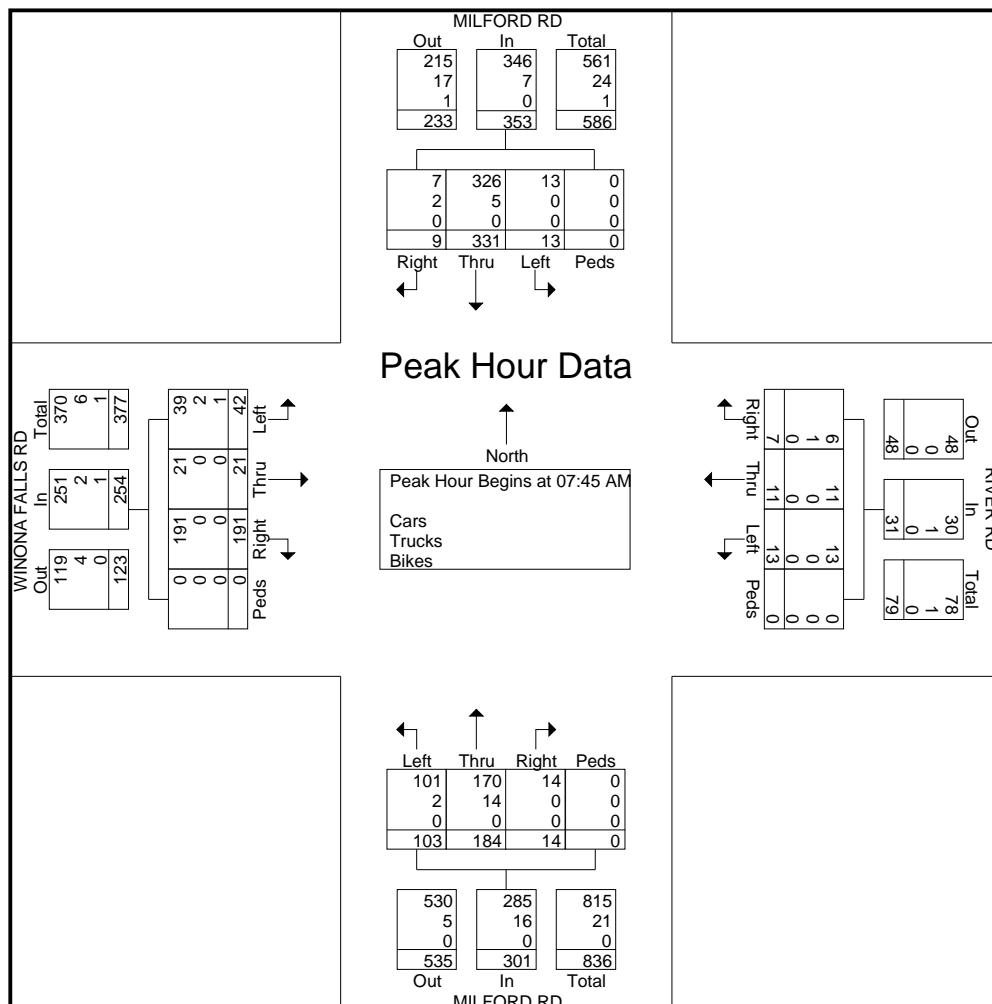 MILFORD RD
Out In Total
215 346 561
17 7 24
1 0 1
233 353 586
7 326 13 0
2 5 0 0
0 0 0 0
9 331 13 0
Right Thru Left Peds
Peak Hour Data
North
Peak Hour Begins at 07:45 AM
Cars
Trucks
Bikes
WINONA FALLS RD
Out In Total
119 251 370
4 2 6
0 1 1
123 254 377
Peds Right Thru Left
0 191 21 39
0 0 0 2
0 0 0 1
0 191 21 42
RIVER RD
Out In Total
48 30 78
0 1 1
0 0 0
48 31 79
6 11 13 0
1 0 0 0
0 0 0 0
7 11 13 0
Right Thru Left Peds
Left Thru Right Peds
101 170 14 0
2 14 0 0
0 0 0 0
103 184 14 0
530 285 815
5 16 21
0 0 0
535 301 836
Out In Total
MILFORD RD